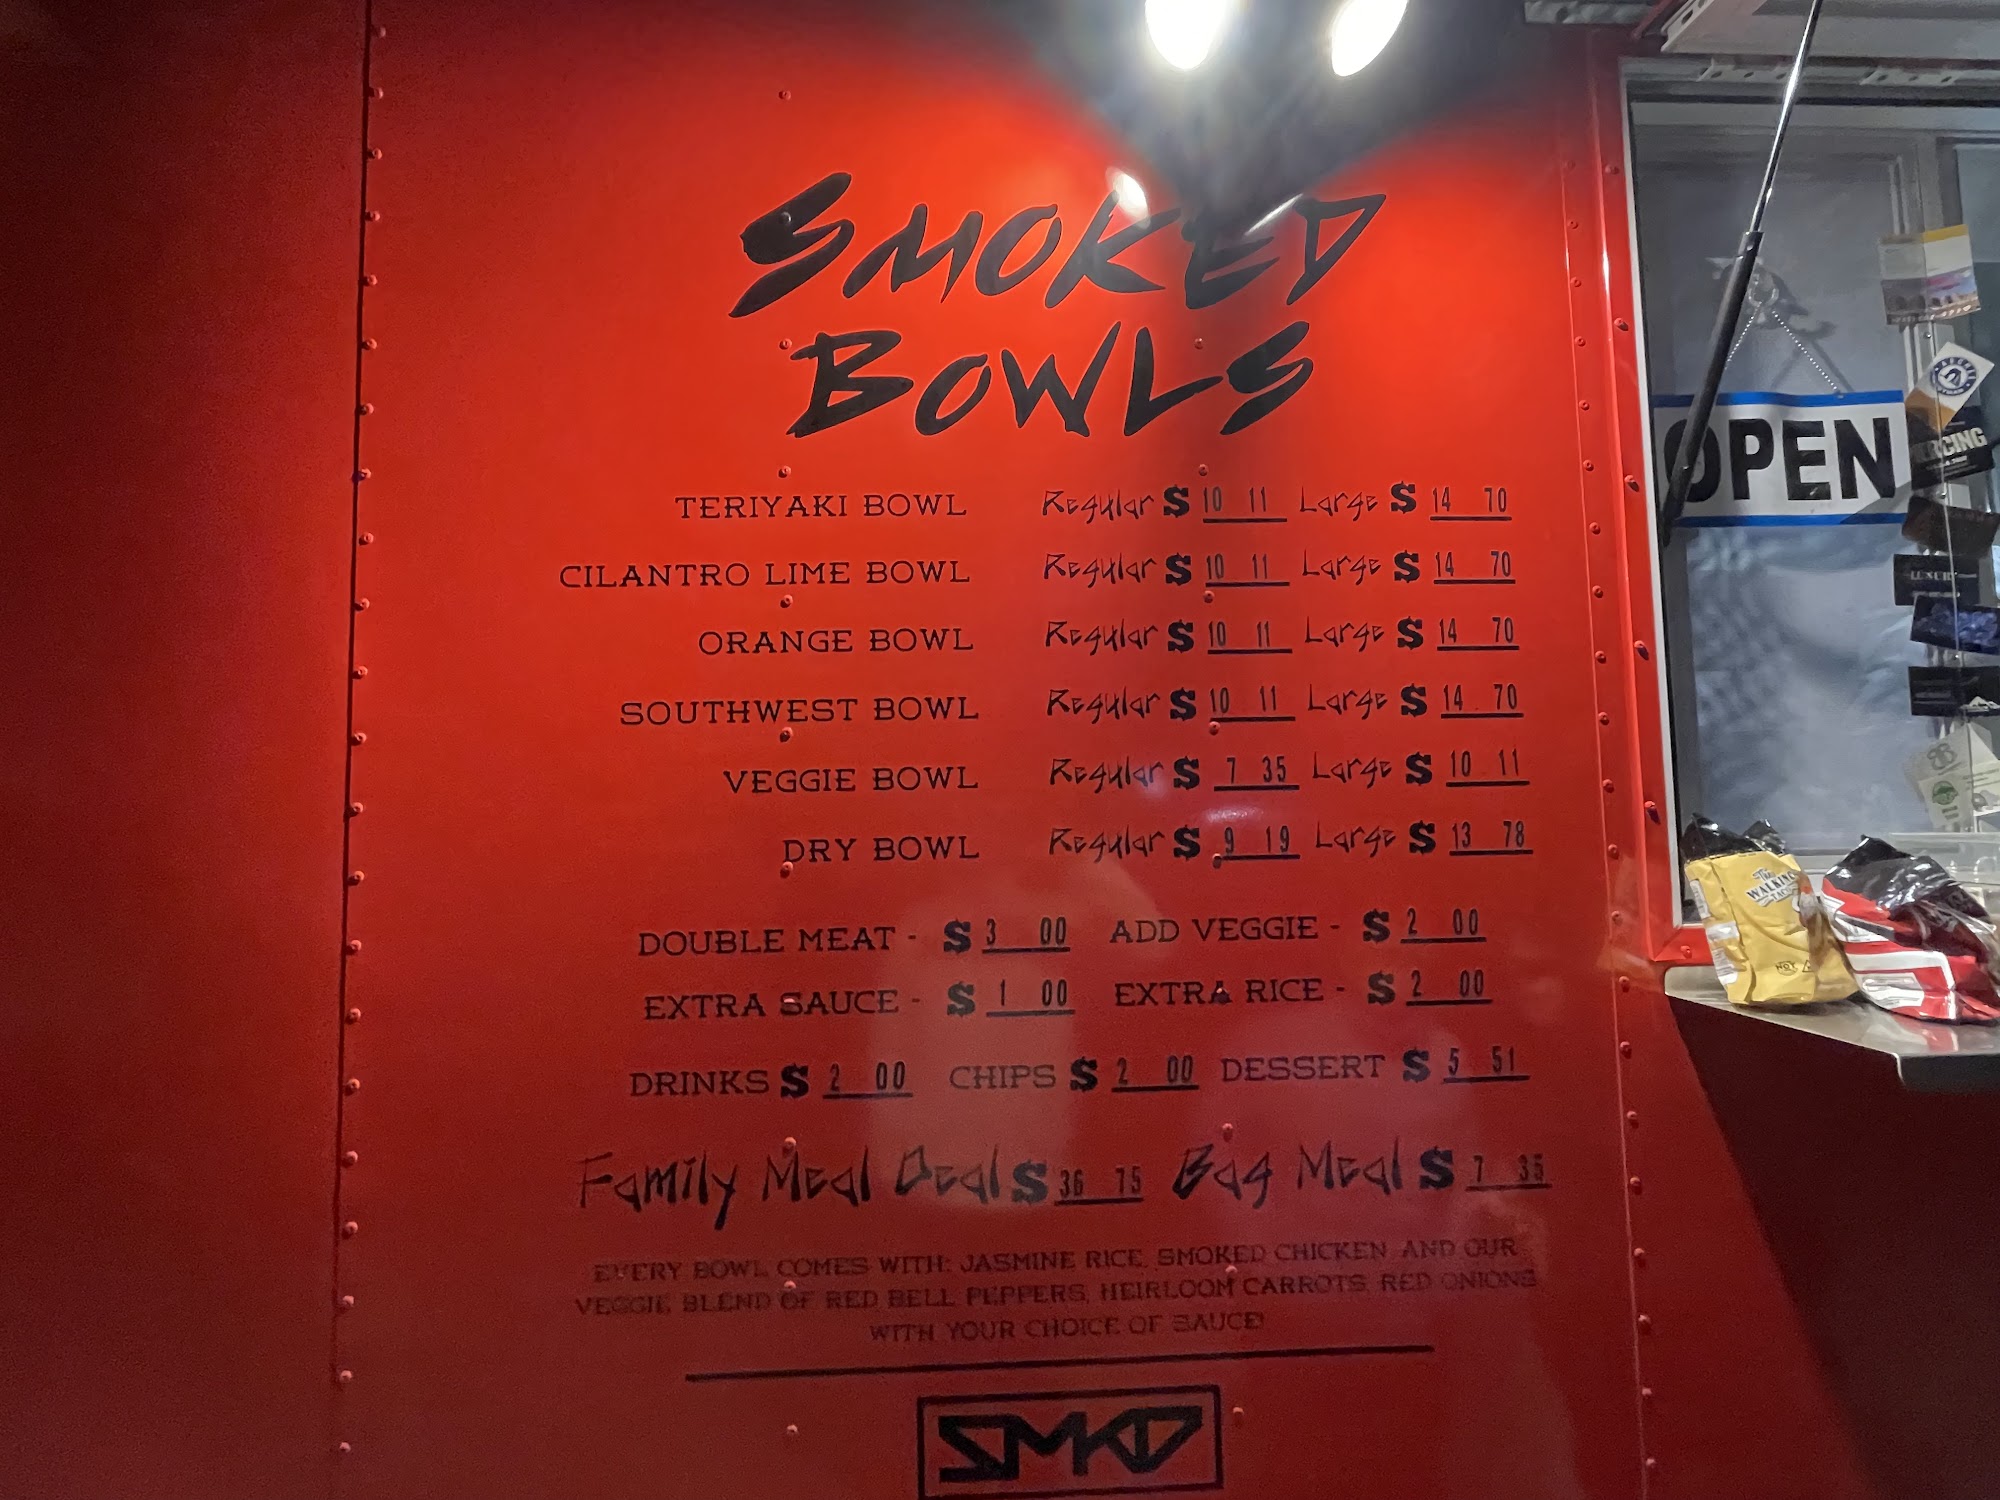 SMOKED
BOWLS
TERIYAKI BOWL Regular $ 10 11 Large $ 14 70
CILANTRO LIME BOWL Regular $ 10 11 Large $ 14 70
ORANGE BOWL Regular $ 10 11 Large $ 14 70
SOUTHWEST BOWL Regular $ 10 11 Large $ 14 70
VEGGIE BOWL Regular $ 7 35 Large $ 10 11
DRY BOWL Regular $ 9 19 Large $ 13 78
DOUBLE MEAT - $ 3 00 ADD VEGGIE - $ 2 00
EXTRA SAUCE - $ 1 00 EXTRA RICE - $ 2 00
DRINKS $ 2 00 CHIPS $ 2 00 DESSERT $ 5 51
Family Meal Deal $ 36 75 Bag Meal $ 7 35
EVERY BOWL COMES WITH: JASMINE RICE, SMOKED CHICKEN, AND OUR
VEGGIE BLEND OF RED BELL PEPPERS, HEIRLOOM CARROTS, RED ONIONS
WITH YOUR CHOICE OF SAUCE!
SMKD
OPEN
LUXURY
The
WALKING
TACO
HOT